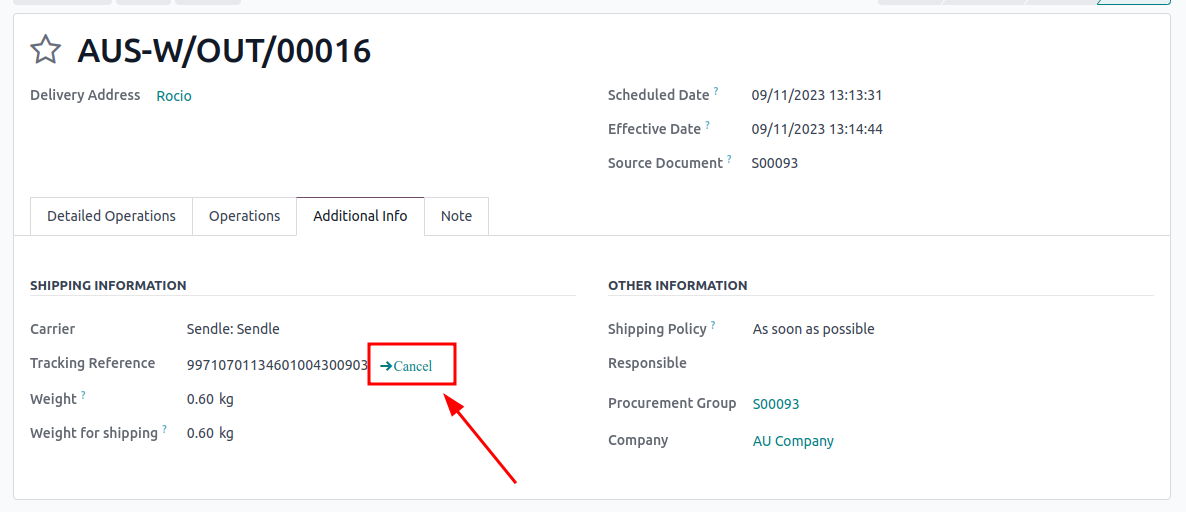 AUS-W/OUT/00016
Delivery Address Rocio
Scheduled Date ? 09/11/2023 13:13:31
Effective Date ? 09/11/2023 13:14:44
Source Document ? S00093
Detailed Operations Operations Additional Info Note
SHIPPING INFORMATION
Carrier Sendle: Sendle
Tracking Reference 99710701134601004300903 Cancel
Weight ? 0.60 kg
Weight for shipping ? 0.60 kg
OTHER INFORMATION
Shipping Policy ? As soon as possible
Responsible
Procurement Group S00093
Company AU Company